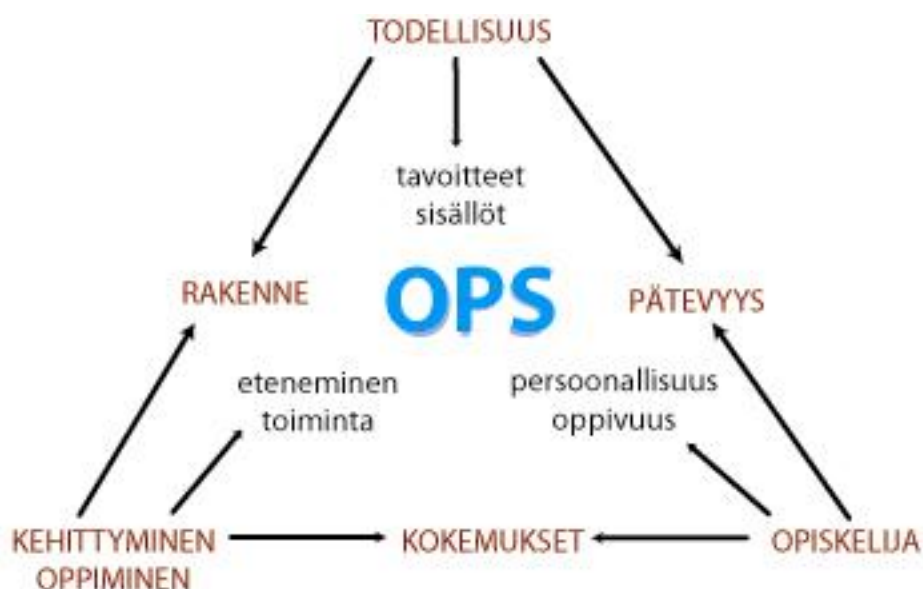 TODELLISUUS
tavoitteet
sisällöt
RAKENNE
OPS
PÄTEVYYS
eteneminen
toiminta
persoonallisuus
oppivuus
KEHITTYMINEN
OPPIMINEN
KOKEMUKSET
OPISKELIJA